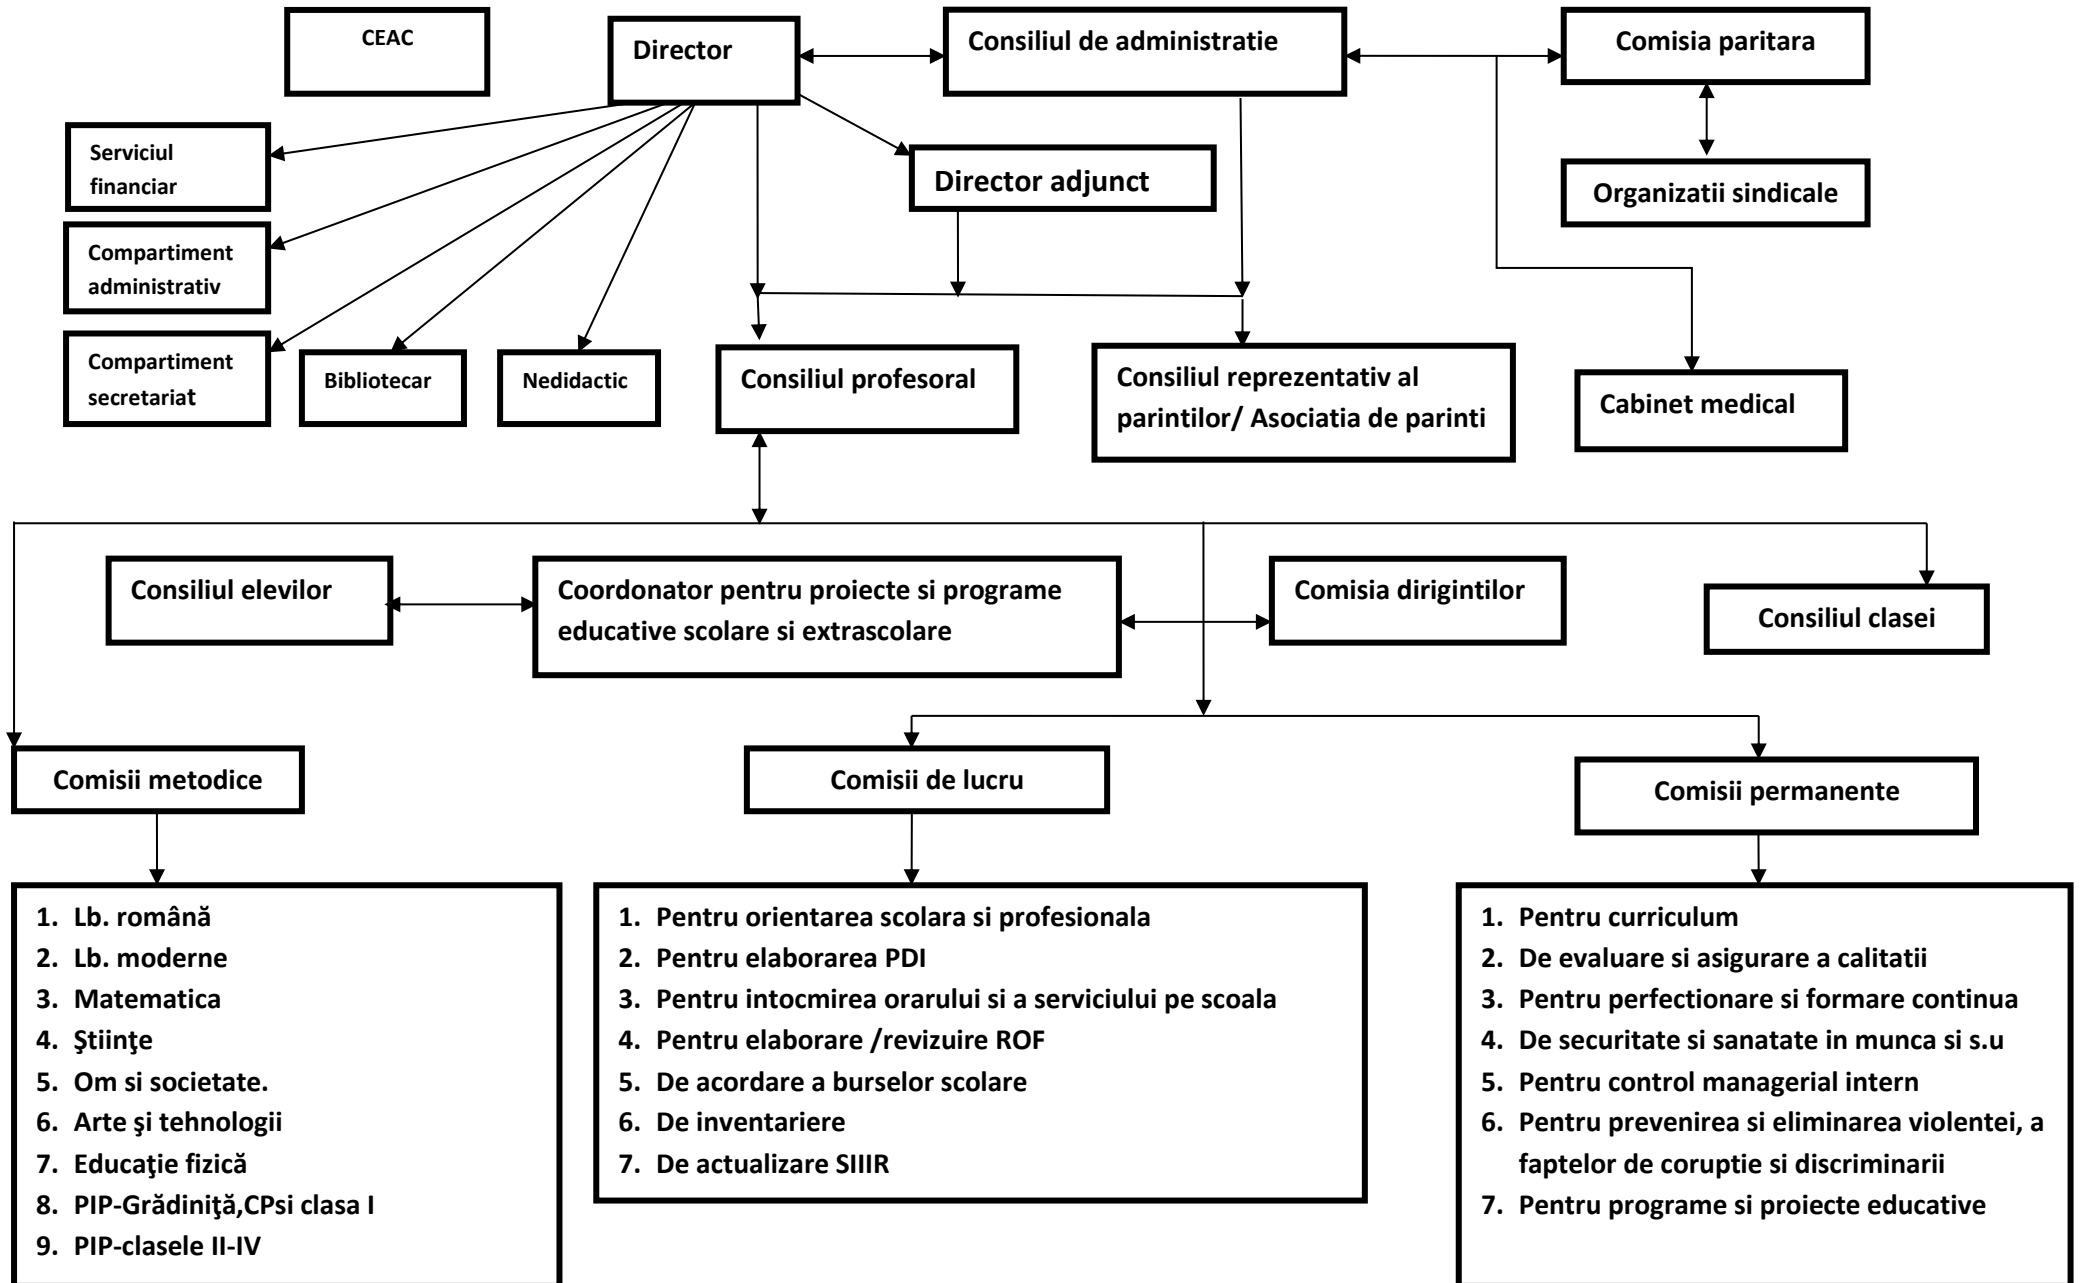 CEAC
Director
Consiliul de administratie
Comisia paritara
Serviciul
financiar
Director adjunct
Organizatii sindicale
Compartiment
administrativ
Compartiment
secretariat
Bibliotecar
Nedidactic
Consiliul profesoral
Consiliul reprezentativ al
parintilor/ Asociatia de parinti
Cabinet medical
Consiliul elevilor
Coordonator pentru proiecte si programe
educative scolare si extrascolare
Comisia dirigintilor
Consiliul clasei
Comisii metodice
Comisii de lucru
Comisii permanente
1. Lb. română
2. Lb. moderne
3. Matematica
4. Ştiinţe
5. Om si societate.
6. Arte şi tehnologii
7. Educaţie fizică
8. PIP-Grădiniţă,CPsi clasa I
9. PIP-clasele II-IV
1. Pentru orientarea scolara si profesionala
2. Pentru elaborarea PDI
3. Pentru intocmirea orarului si a serviciului pe scoala
4. Pentru elaborare /revizuire ROF
5. De acordare a burselor scolare
6. De inventariere
7. De actualizare SIIIR
1. Pentru curriculum
2. De evaluare si asigurare a calitatii
3. Pentru perfectionare si formare continua
4. De securitate si sanatate in munca si s.u
5. Pentru control managerial intern
6. Pentru prevenirea si eliminarea violentei, a
faptelor de coruptie si discriminarii
7. Pentru programe si proiecte educative